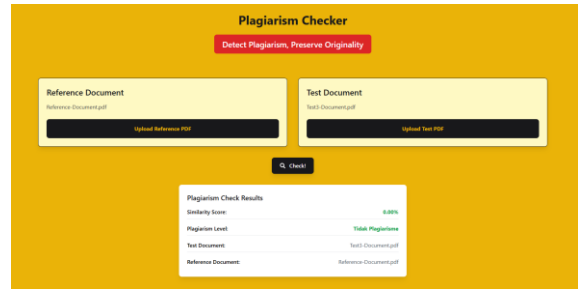 Plagiarism Checker
Detect Plagiarism, Preserve Originality
Reference Document
Reference-Document.pdf
Upload Reference PDF
Test Document
Test3-Document.pdf
Upload Test PDF
Check!
Plagiarism Check Results
Similarity Score: 0.00%
Plagiarism Level: Tidak Plagiarisme
Test Document: Test3-Document.pdf
Reference Document: Reference-Document.pdf